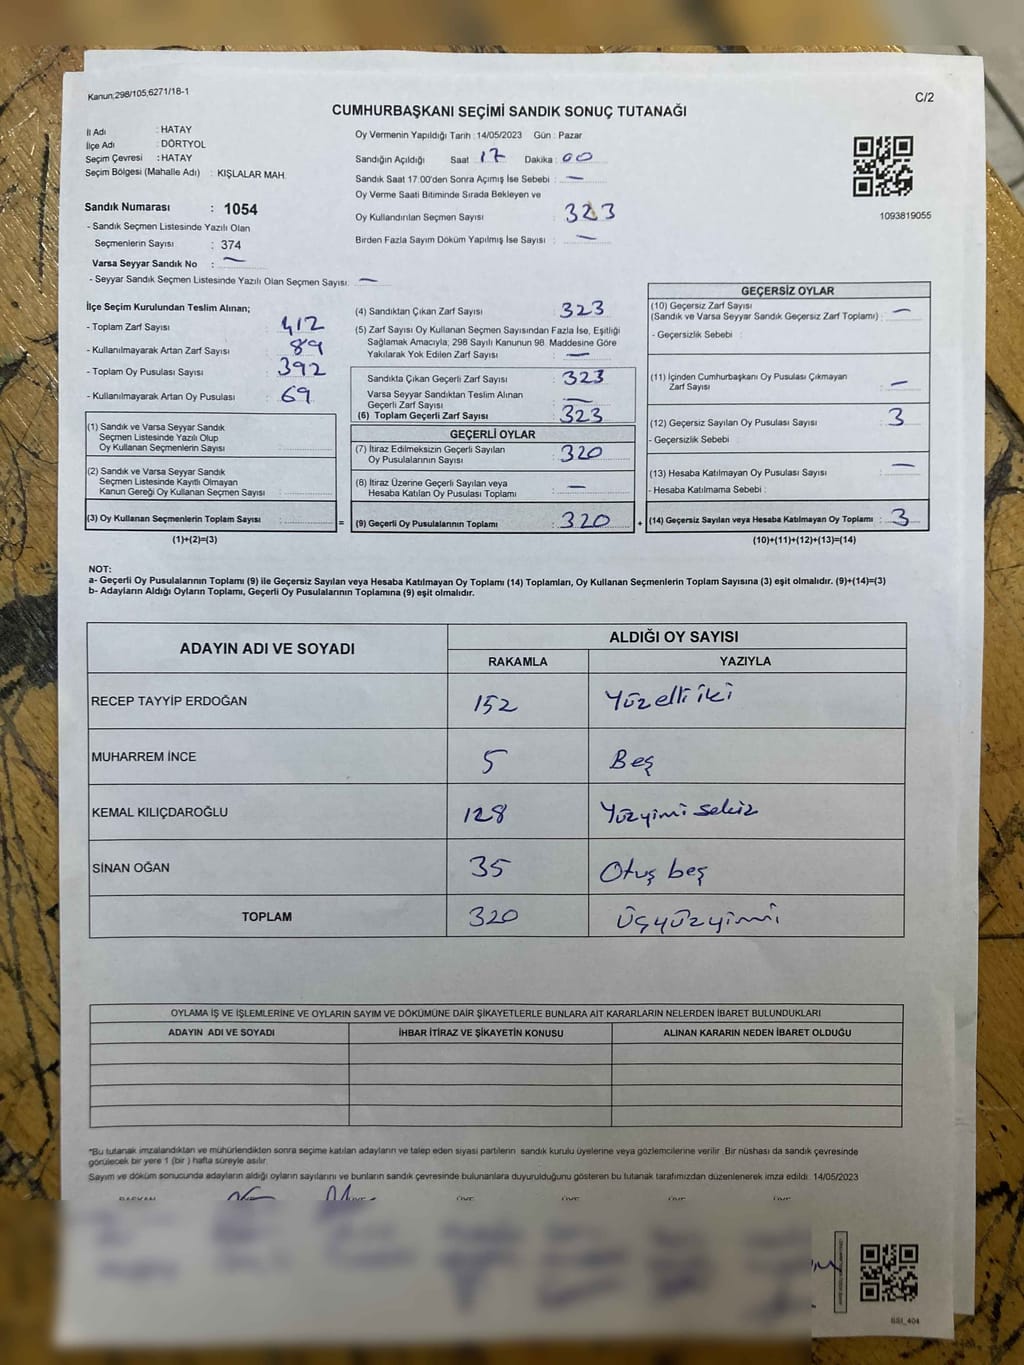 Kanun,298/105,6271/18-1
C/2
CUMHURBAŞKANI SEÇİMİ SANDIK SONUÇ TUTANAĞI
İl Adı : HATAY
İlçe Adı : DÖRTYOL
Seçim Çevresi : HATAY
Seçim Bölgesi (Mahalle Adı) : KIŞLALAR MAH.
Sandık Numarası : 1054
- Sandık Seçmen Listesinde Yazılı Olan
Seçmenlerin Sayısı : 374
Varsa Seyyar Sandık No : —
- Seyyar Sandık Seçmen Listesinde Yazılı Olan Seçmen Sayısı: —
Oy Vermenin Yapıldığı Tarih : 14/05/2023 Gün : Pazar
Sandığın Açıldığı Saat : 17 Dakika : 00
Sandık Saat 17:00'den Sonra Açımış İse Sebebi : —
Oy Verme Saati Bitiminde Sırada Bekleyen ve
Oy Kullandırılan Seçmen Sayısı : 323
Birden Fazla Sayım Döküm Yapılmış İse Sayısı : —
1093819055
İlçe Seçim Kurulundan Teslim Alınan;
- Toplam Zarf Sayısı : 412
- Kullanılmayarak Artan Zarf Sayısı : 89
- Toplam Oy Pusulası Sayısı : 392
- Kullanılmayarak Artan Oy Pusulası : 69
(1) Sandık ve Varsa Seyyar Sandık
Seçmen Listesinde Yazılı Olup
Oy Kullanan Seçmenlerin Sayısı :
(2) Sandık ve Varsa Seyyar Sandık
Seçmen Listesinde Kayıtlı Olmayan
Kanun Gereği Oy Kullanan Seçmen Sayısı :
(3) Oy Kullanan Seçmenlerin Toplam Sayısı :
(1)+(2)=(3)
(4) Sandıktan Çıkan Zarf Sayısı : 323
(5) Zarf Sayısı Oy Kullanan Seçmen Sayısından Fazla İse, Eşitliği
Sağlamak Amacıyla; 298 Sayılı Kanunun 98. Maddesine Göre
Yakılarak Yok Edilen Zarf Sayısı : —
Sandıkta Çıkan Geçerli Zarf Sayısı : 323
Varsa Seyyar Sandıktan Teslim Alınan
Geçerli Zarf Sayısı : —
(6) Toplam Geçerli Zarf Sayısı : 323
GEÇERLİ OYLAR
(7) İtiraz Edilmeksizin Geçerli Sayılan
Oy Pusulalarının Sayısı : 320
(8) İtiraz Üzerine Geçerli Sayılan veya
Hesaba Katılan Oy Pusulası Toplamı : —
= (9) Geçerli Oy Pusulalarının Toplamı : 320 +
GEÇERSİZ OYLAR
(10) Geçersiz Zarf Sayısı
(Sandık ve Varsa Seyyar Sandık Geçersiz Zarf Toplamı) : —
- Geçersizlik Sebebi :
(11) İçinden Cumhurbaşkanı Oy Pusulası Çıkmayan
Zarf Sayısı : —
(12) Geçersiz Sayılan Oy Pusulası Sayısı : 3
- Geçersizlik Sebebi
(13) Hesaba Katılmayan Oy Pusulası Sayısı : —
- Hesaba Katılmama Sebebi :
(14) Geçersiz Sayılan veya Hesaba Katılmayan Oy Toplamı : 3
(10)+(11)+(12)+(13)=(14)
NOT:
a- Geçerli Oy Pusulalarının Toplamı (9) ile Geçersiz Sayılan veya Hesaba Katılmayan Oy Toplamı (14) Toplamları, Oy Kullanan Seçmenlerin Toplam Sayısına (3) eşit olmalıdır. (9)+(14)=(3)
b- Adayların Aldığı Oyların Toplamı, Geçerli Oy Pusulalarının Toplamına (9) eşit olmalıdır.
ADAYIN ADI VE SOYADI ALDIĞI OY SAYISI
RAKAMLA YAZIYLA
RECEP TAYYİP ERDOĞAN 152 Yüzelli iki
MUHARREM İNCE 5 Beş
KEMAL KILIÇDAROĞLU 128 Yüzyimi sekiz
SİNAN OĞAN 35 Otuş beş
TOPLAM 320 Üçyüzyimi
OYLAMA İŞ VE İŞLEMLERİNE VE OYLARIN SAYIM VE DÖKÜMÜNE DAİR ŞİKAYETLERLE BUNLARA AİT KARARLARIN NELERDEN İBARET BULUNDUKLARI
ADAYIN ADI VE SOYADI İHBAR İTİRAZ VE ŞİKAYETİN KONUSU ALINAN KARARIN NEDEN İBARET OLDUĞU
*Bu tutanak imzalandıktan ve mühürlendikten sonra seçime katılan adayların ve talep eden siyasi partilerin sandık kurulu üyelerine veya gözlemcilerine verilir. Bir nüshası da sandık çevresinde
görülecek bir yere 1 (bir ) hafta süreyle asılır.
Sayım ve döküm sonucunda adayların aldığı oyların sayılarını ve bunların sandık çevresinde bulunanlara duyurulduğunu gösteren bu tutanak tarafımızdan düzenlenerek imza edildi. 14/05/2023
BSI_404